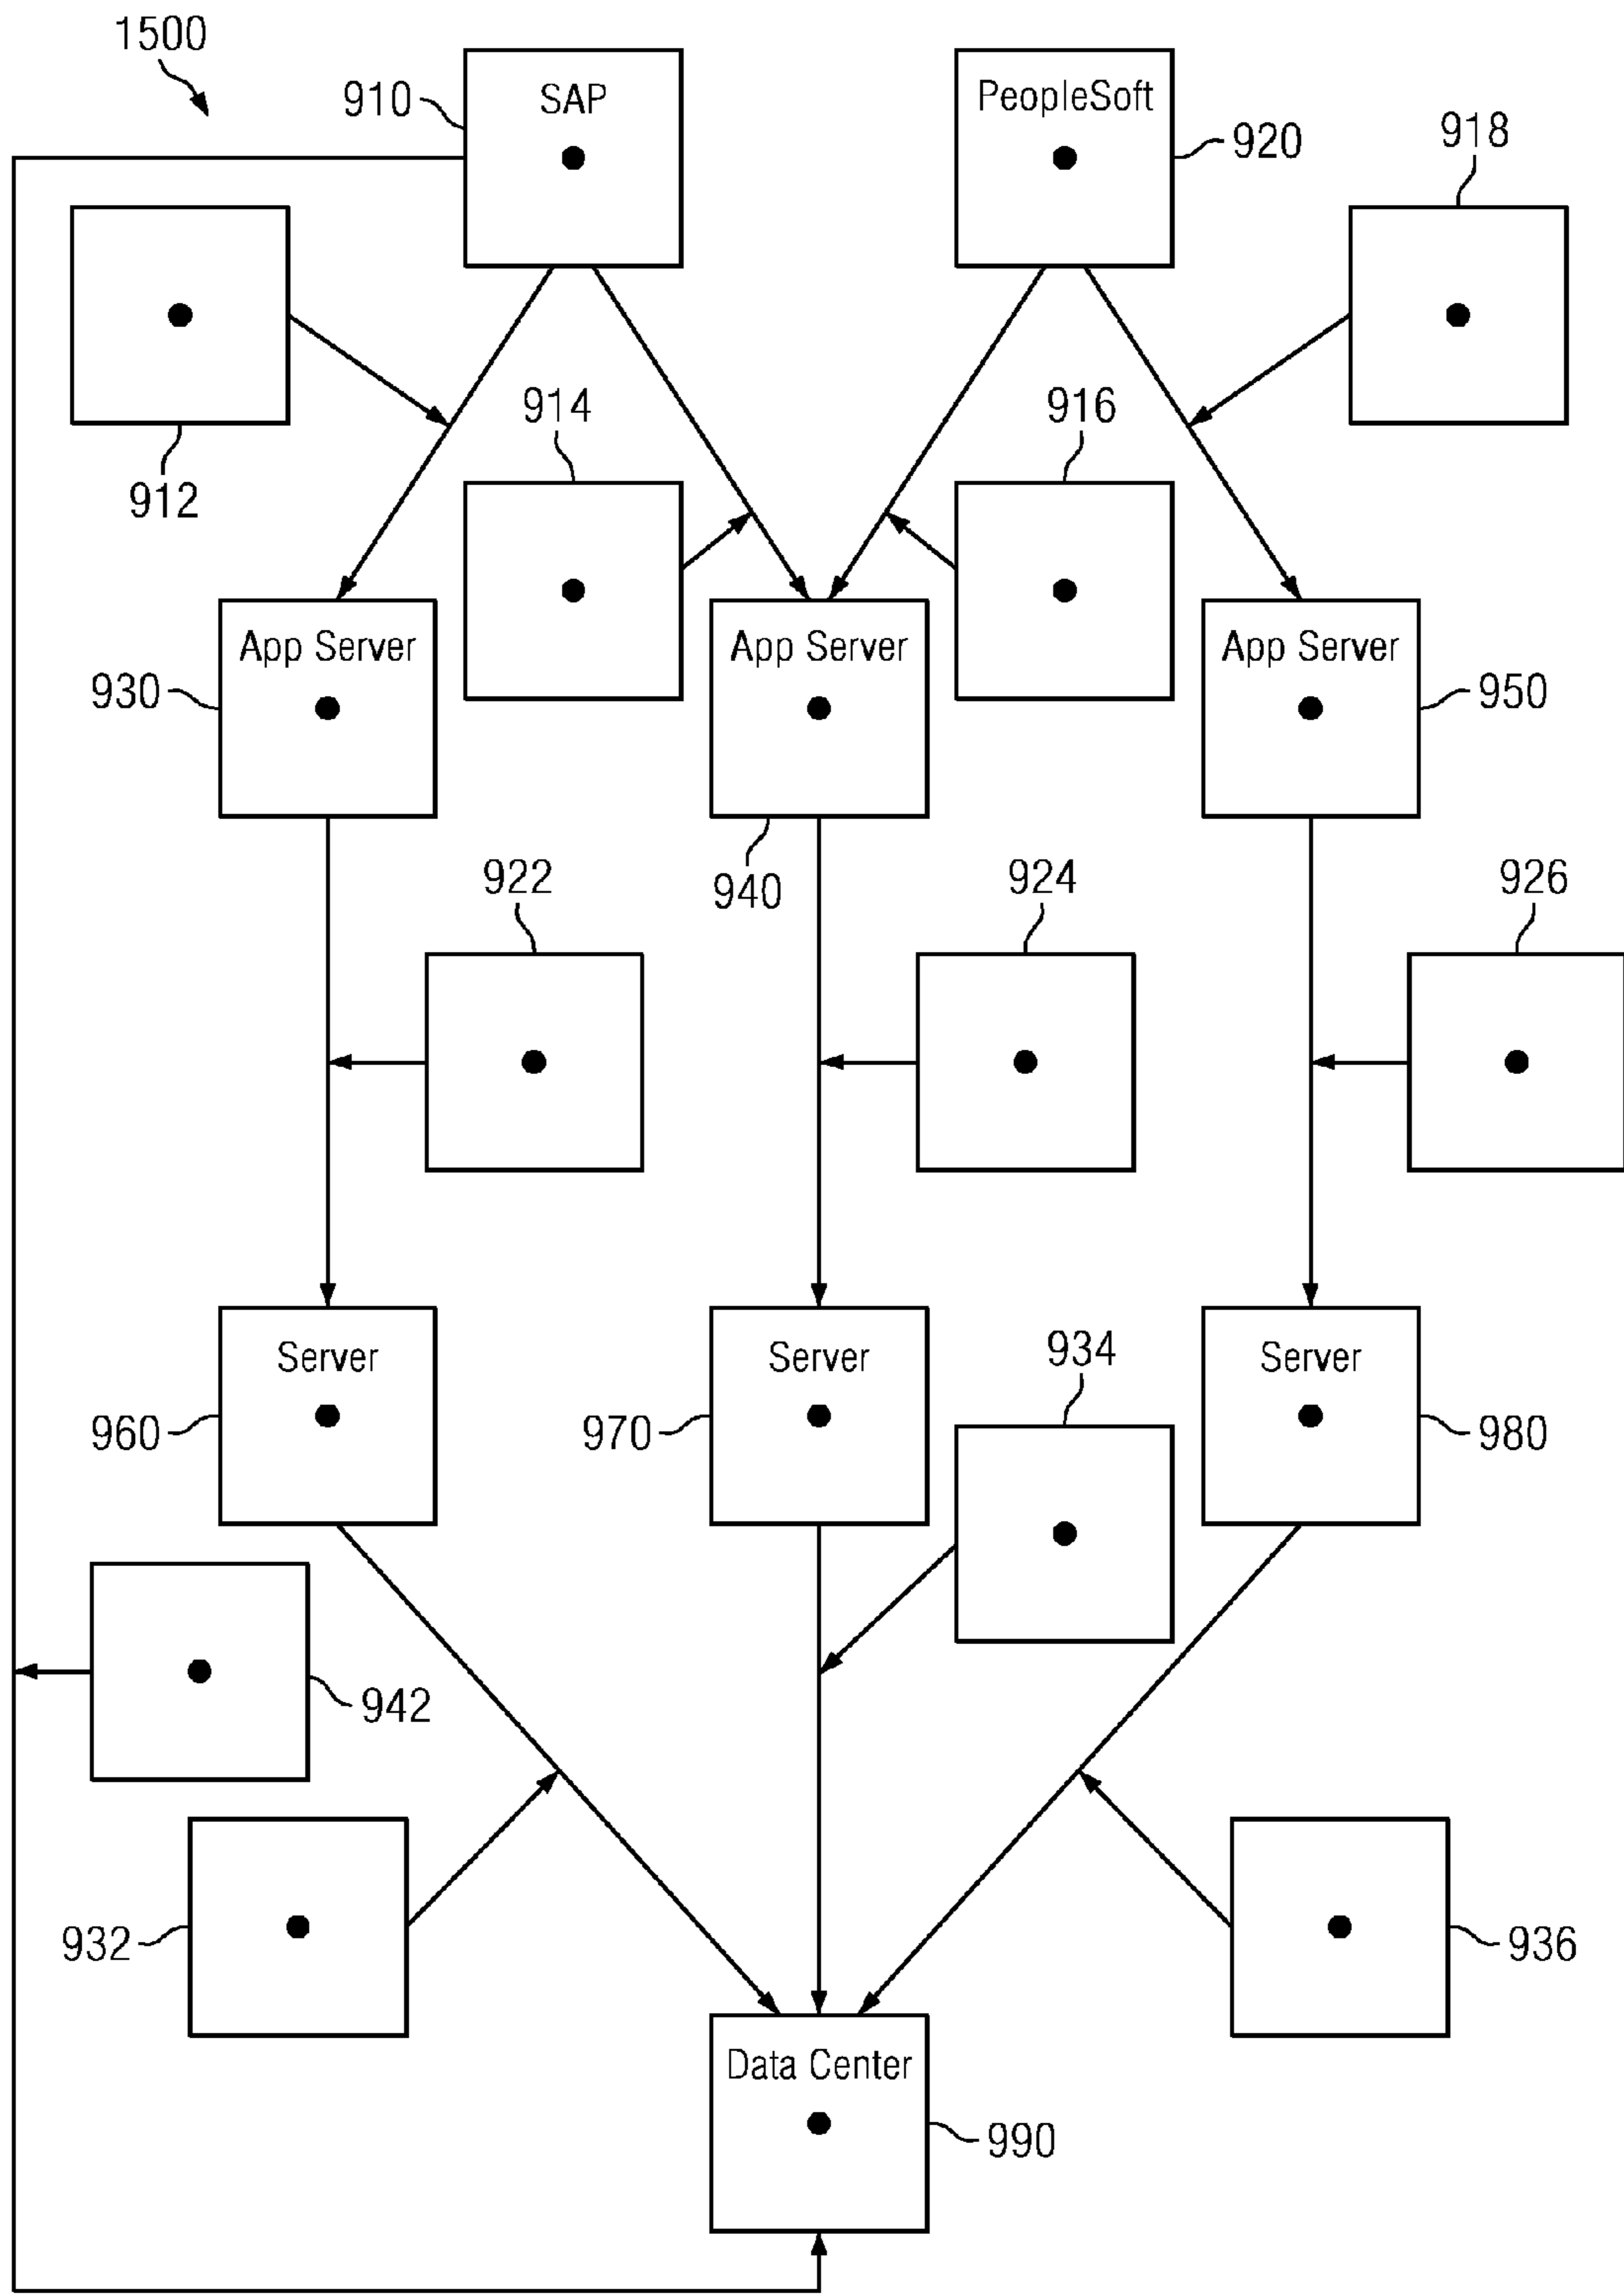 1500
910
SAP
PeopleSoft
920
918
912
914
916
App Server
App Server
App Server
930
950
940
922
924
926
Server
Server
Server
934
960
970
980
942
932
936
Data Center
990